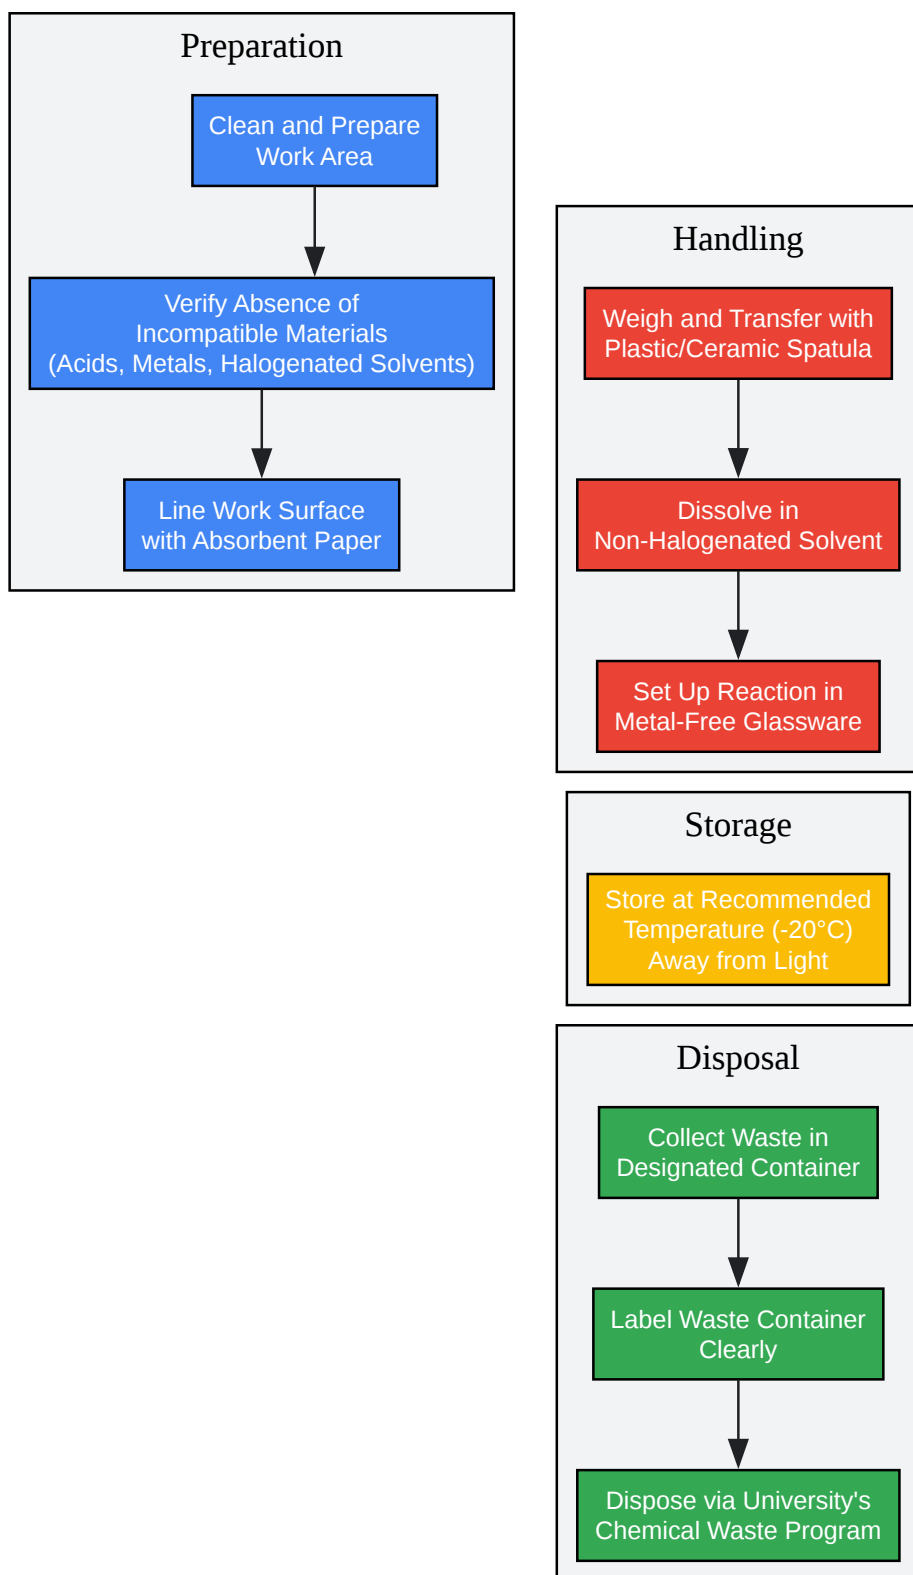 Preparation
Clean and Prepare
Work Area
Verify Absence of
Incompatible Materials
(Acids, Metals, Halogenated Solvents)
Line Work Surface
with Absorbent Paper
Handling
Weigh and Transfer with
Plastic/Ceramic Spatula
Dissolve in
Non-Halogenated Solvent
Set Up Reaction in
Metal-Free Glassware
Storage
Store at Recommended
Temperature (-20°C)
Away from Light
Disposal
Collect Waste in
Designated Container
Label Waste Container
Clearly
Dispose via University's
Chemical Waste Program